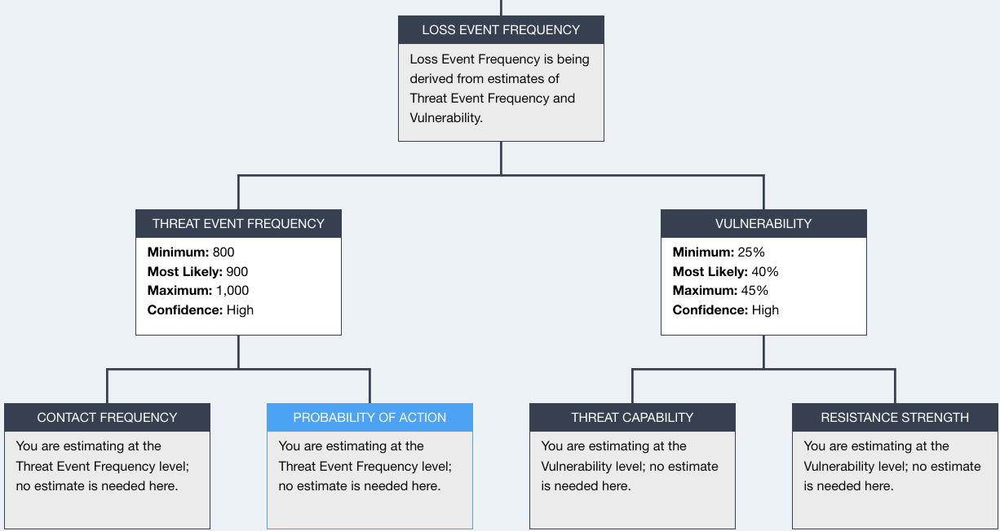 LOSS EVENT FREQUENCY
Loss Event Frequency is being
derived from estimates of
Threat Event Frequency and
Vulnerability.
THREAT EVENT FREQUENCY
Minimum: 800
Most Likely: 900
Maximum: 1,000
Confidence: High
VULNERABILITY
Minimum: 25%
Most Likely: 40%
Maximum: 45%
Confidence: High
CONTACT FREQUENCY
You are estimating at the
Threat Event Frequency level;
no estimate is needed here.
PROBABILITY OF ACTION
You are estimating at the
Threat Event Frequency level;
no estimate is needed here.
THREAT CAPABILITY
You are estimating at the
Vulnerability level; no estimate
is needed here.
RESISTANCE STRENGTH
You are estimating at the
Vulnerability level; no estimate
is needed here.